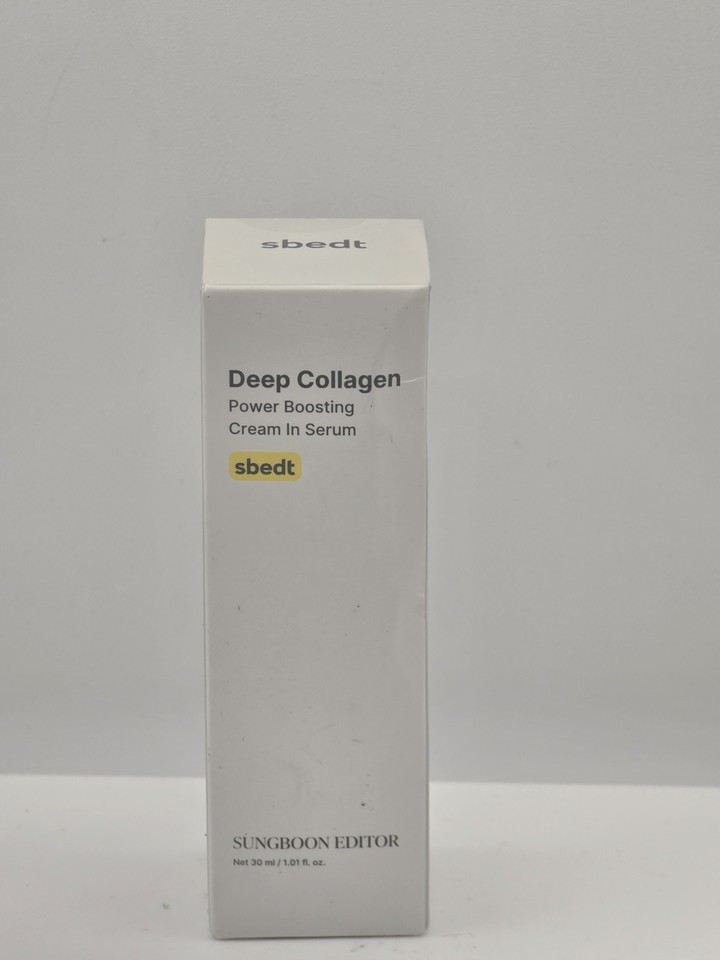 sbedt
Deep Collagen
Power Boosting
Cream In Serum
sbedt
SUNGBOON EDITOR
Net 30 ml / 1.01 fl. oz.